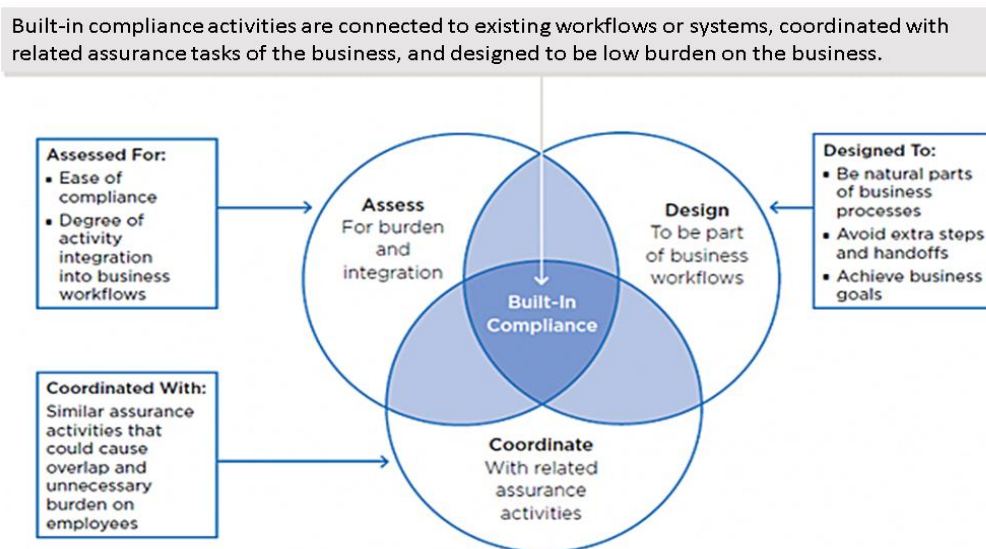 Built-in compliance activities are connected to existing workflows or systems, coordinated with
related assurance tasks of the business, and designed to be low burden on the business.
Assessed For:
▪ Ease of
compliance
▪ Degree of
activity
integration
into business
workflows
Assess
For burden
and
integration
Design
To be part
of business
workflows
Designed To:
▪ Be natural parts
of business
processes
▪ Avoid extra steps
and handoffs
▪ Achieve business
goals
Built-In
Compliance
Coordinated With:
Similar assurance
activities that
could cause
overlap and
unnecessary
burden on
employees
Coordinate
With related
assurance
activities